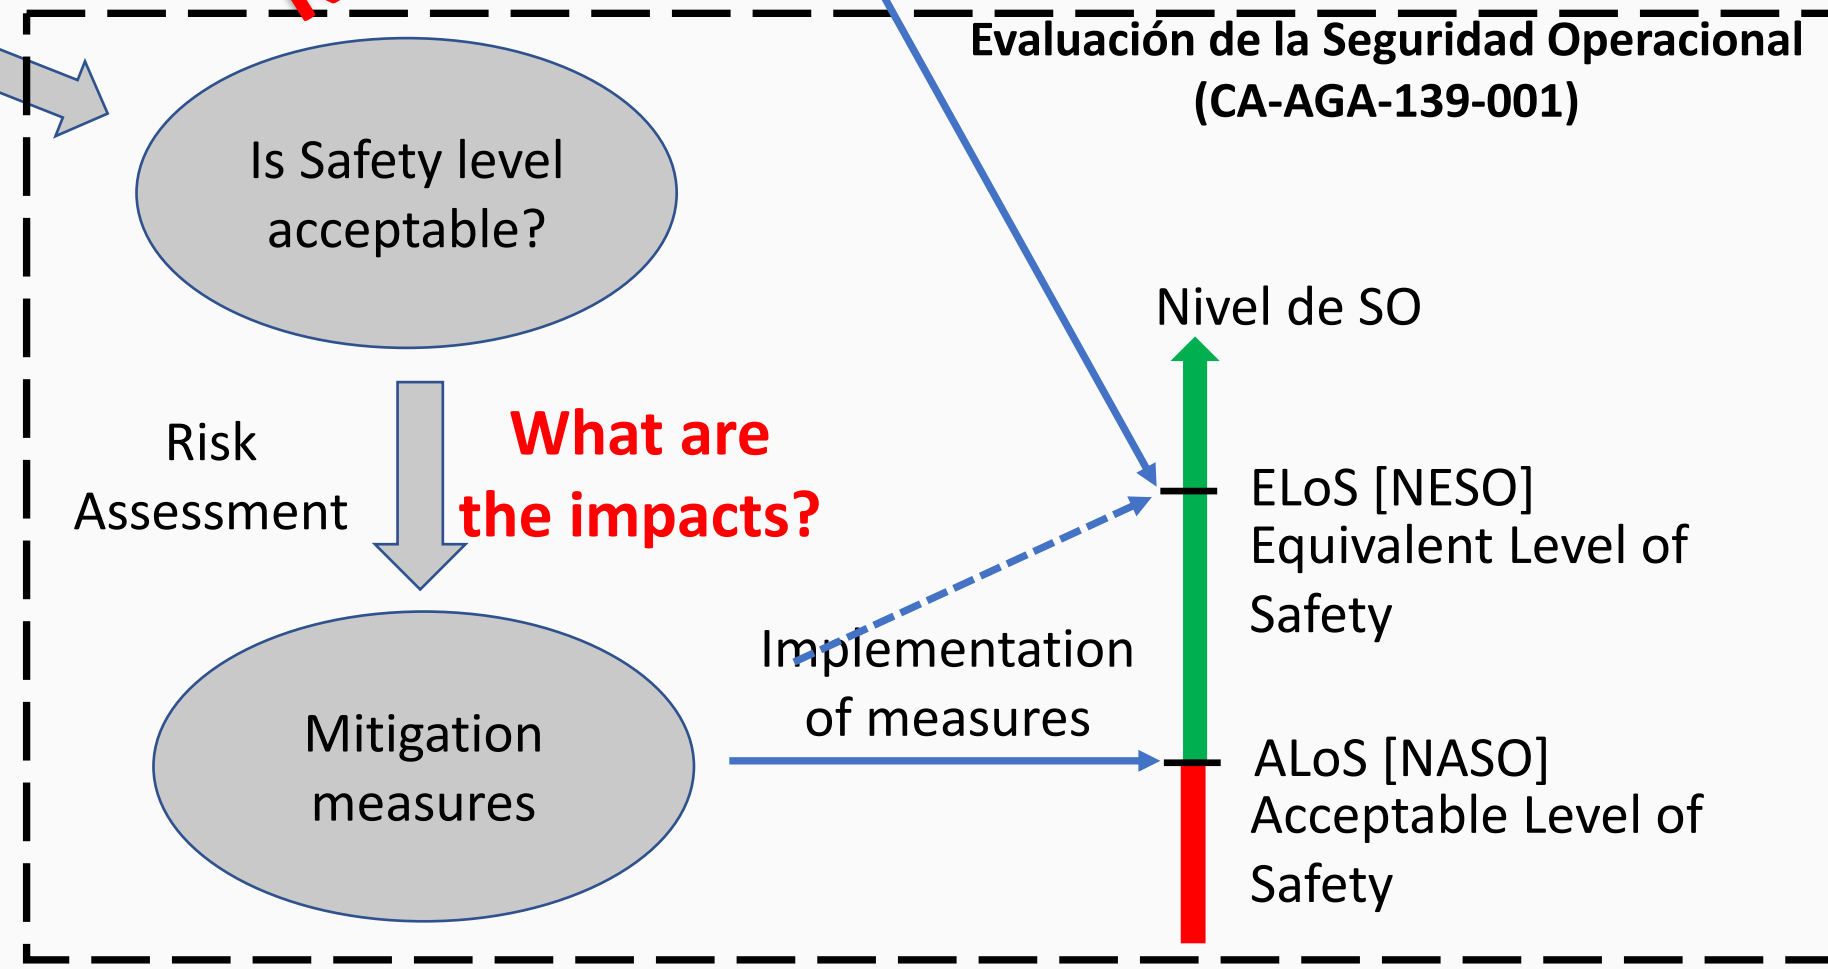 Evaluación de la Seguridad Operacional
(CA-AGA-139-001)
Is Safety level
acceptable?
Nivel de SO
Risk
Assessment
What are
the impacts?
ELoS [NESO]
Equivalent Level of
Safety
Implementation
of measures
Mitigation
measures
ALoS [NASO]
Acceptable Level of
Safety